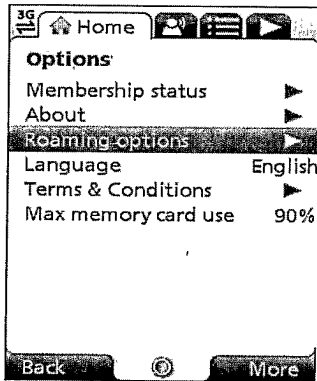 3G
Home
Options
Membership status
About
Roaming options
Language English
Terms & Conditions
Max memory card use 90%
Back More